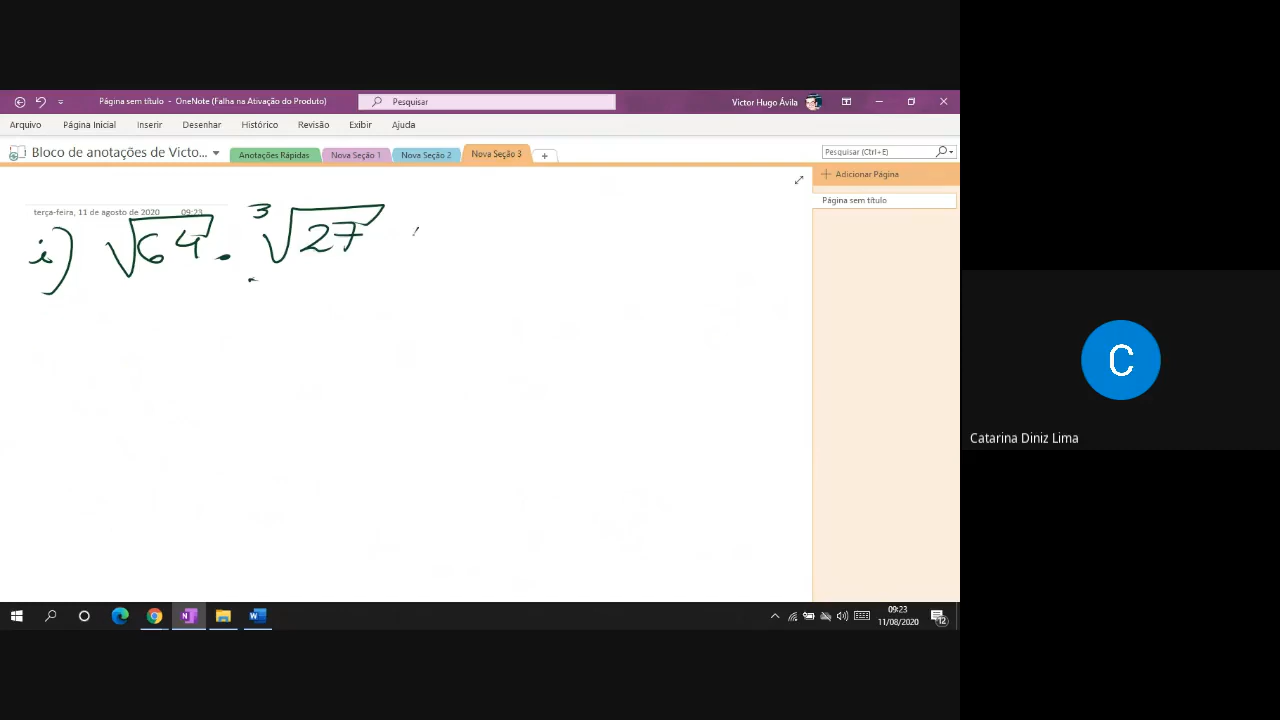 Página sem título - OneNote (Falha na Ativação do Produto)
Pesquisar
Victor Hugo Ávila
Arquivo Página Inicial Inserir Desenhar Histórico Revisão Exibir Ajuda
Bloco de anotações de Victo... Anotações Rápidas Nova Seção 1 Nova Seção 2 Nova Seção 3 +
Pesquisar (Ctrl+E)
Adicionar Página
Página sem título
terça-feira, 11 de agosto de 2020 09:23
i) √64 . ³√27
C
Catarina Diniz Lima
09:23
11/08/2020
12